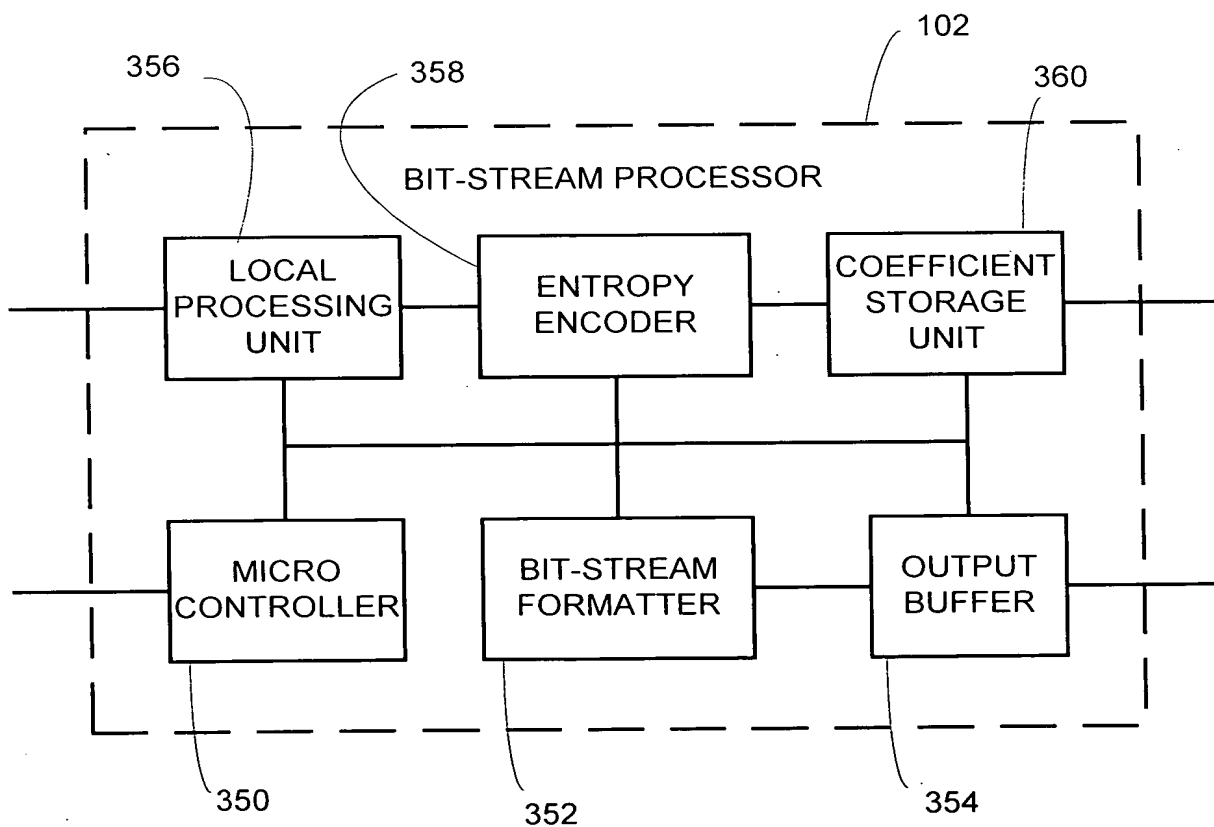 102
356
358
360
BIT-STREAM PROCESSOR
LOCAL
PROCESSING
UNIT
ENTROPY
ENCODER
COEFFICIENT
STORAGE
UNIT
MICRO
CONTROLLER
BIT-STREAM
FORMATTER
OUTPUT
BUFFER
350
352
354